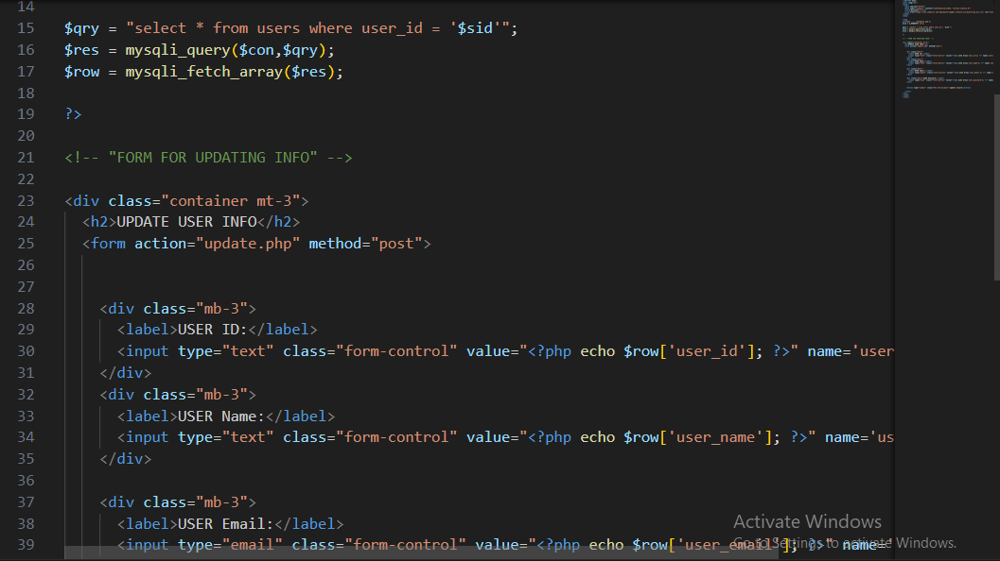 14
15 $qry = "select * from users where user_id = '$sid'";
16 $res = mysqli_query($con,$qry);
17 $row = mysqli_fetch_array($res);
18
19 ?>
20
21 <!-- "FORM FOR UPDATING INFO" -->
22
23 <div class="container mt-3">
24 <h2>UPDATE USER INFO</h2>
25 <form action="update.php" method="post">
26
27
28 <div class="mb-3">
29 <label>USER ID:</label>
30 <input type="text" class="form-control" value="<?php echo $row['user_id']; ?>" name='user
31 </div>
32 <div class="mb-3">
33 <label>USER Name:</label>
34 <input type="text" class="form-control" value="<?php echo $row['user_name']; ?>" name='us
35 </div>
36
37 <div class="mb-3">
38 <label>USER Email:</label>
39 <input type="email" class="form-control" value="<?php echo $row['user_email']; ?>" name='
Activate Windows
Go to Settings to activate Windows.